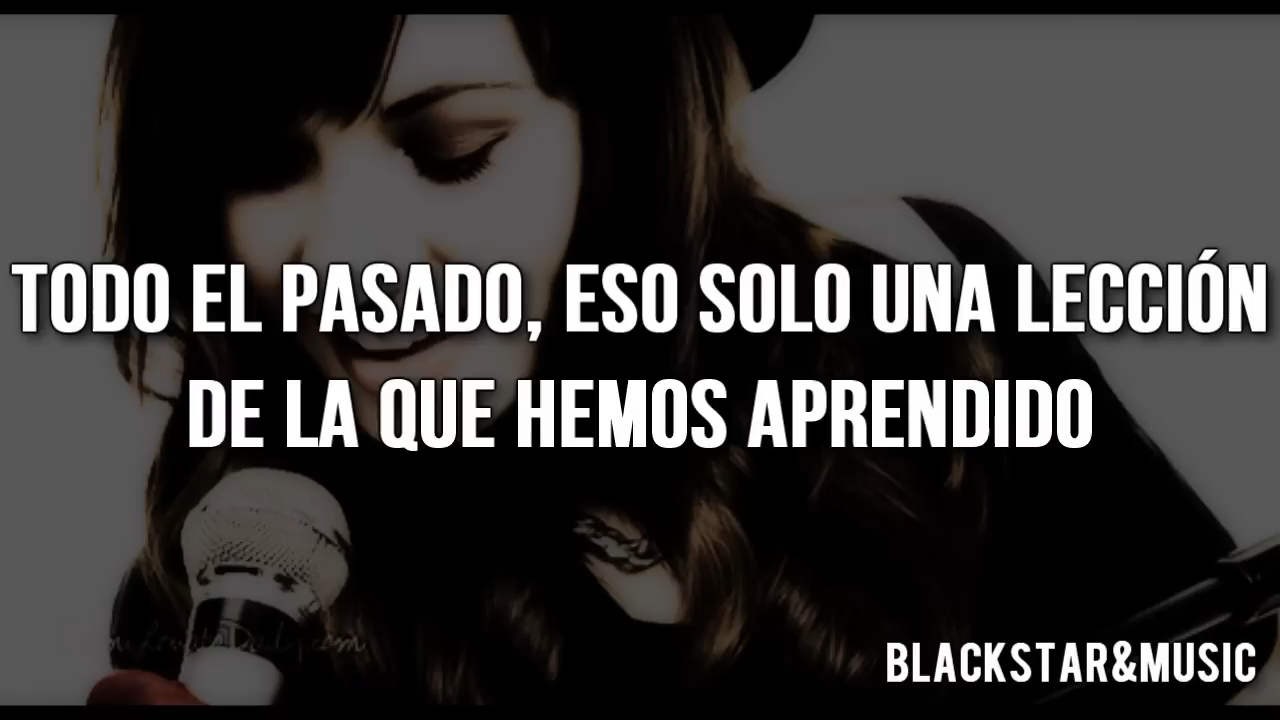 TODO EL PASADO, ESO SOLO UNA LECCIÓN
DE LA QUE HEMOS APRENDIDO
BLACKSTAR&MUSIC